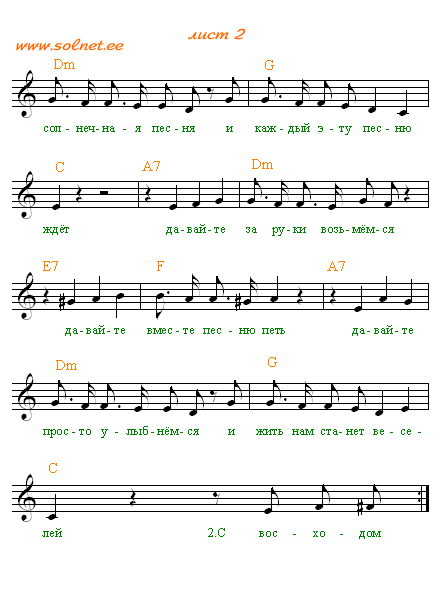 лист 2
www.solnet.ee
Dm G
сол-неч-на-я пес-ня и каж-дый э-ту пес-ню
C A7 Dm
ждёт да-вай-те за ру-ки возь-мём-ся
E7 F A7
да-вай-те вмес-те пес-ню петь давай-те
Dm G
прос-то у-лыб-нём-ся и жить нам ста-нет ве-се-
C
лей 2.С вос-хо-дом